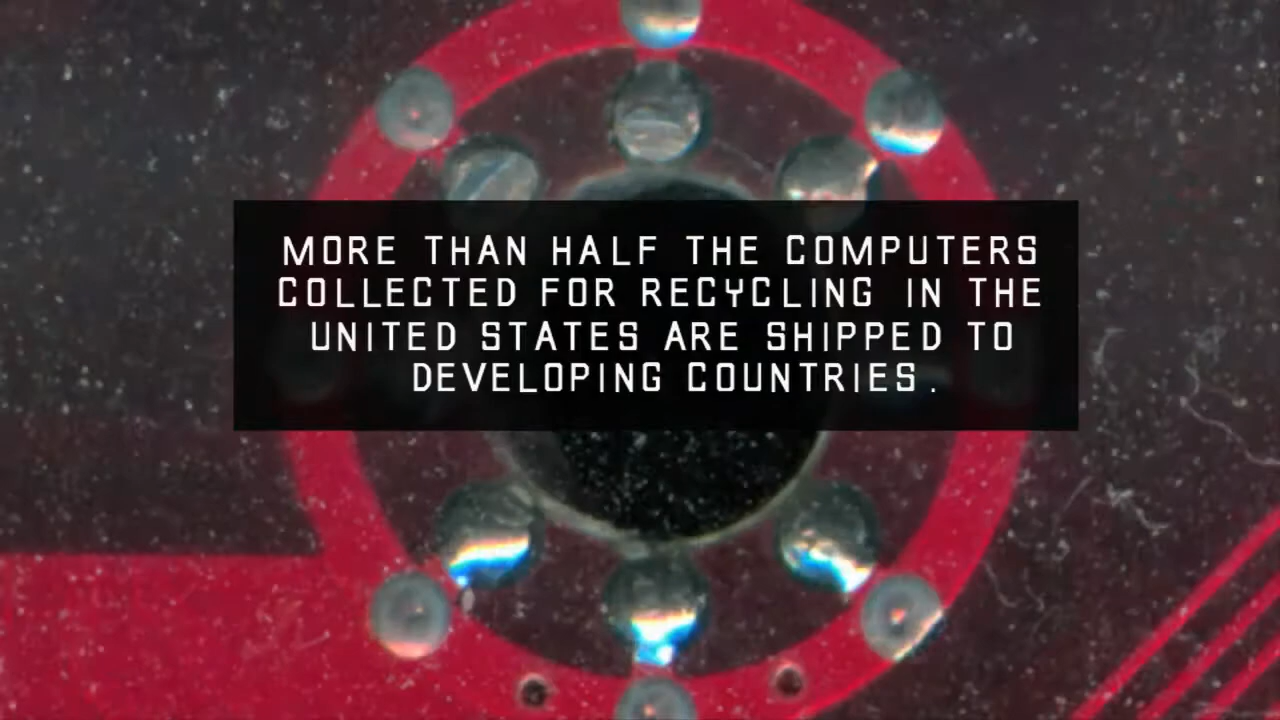 MORE THAN HALF THE COMPUTERS
COLLECTED FOR RECYCLING IN THE
UNITED STATES ARE SHIPPED TO
DEVELOPING COUNTRIES.